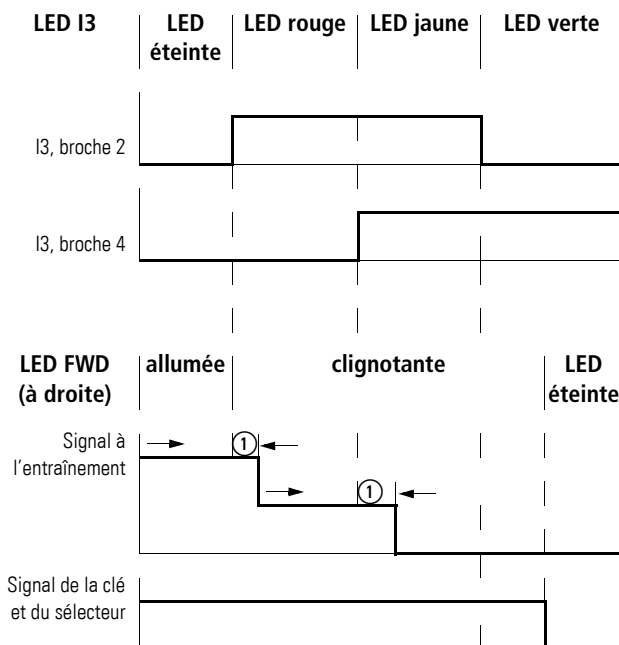 LED I3
LED éteinte
LED rouge
LED jaune
LED verte
I3, broche 2
I3, broche 4
LED FWD (à droite)
allumée
clignotante
LED éteinte
Signal à l'entraînement
1
1
Signal de la clé et du sélecteur